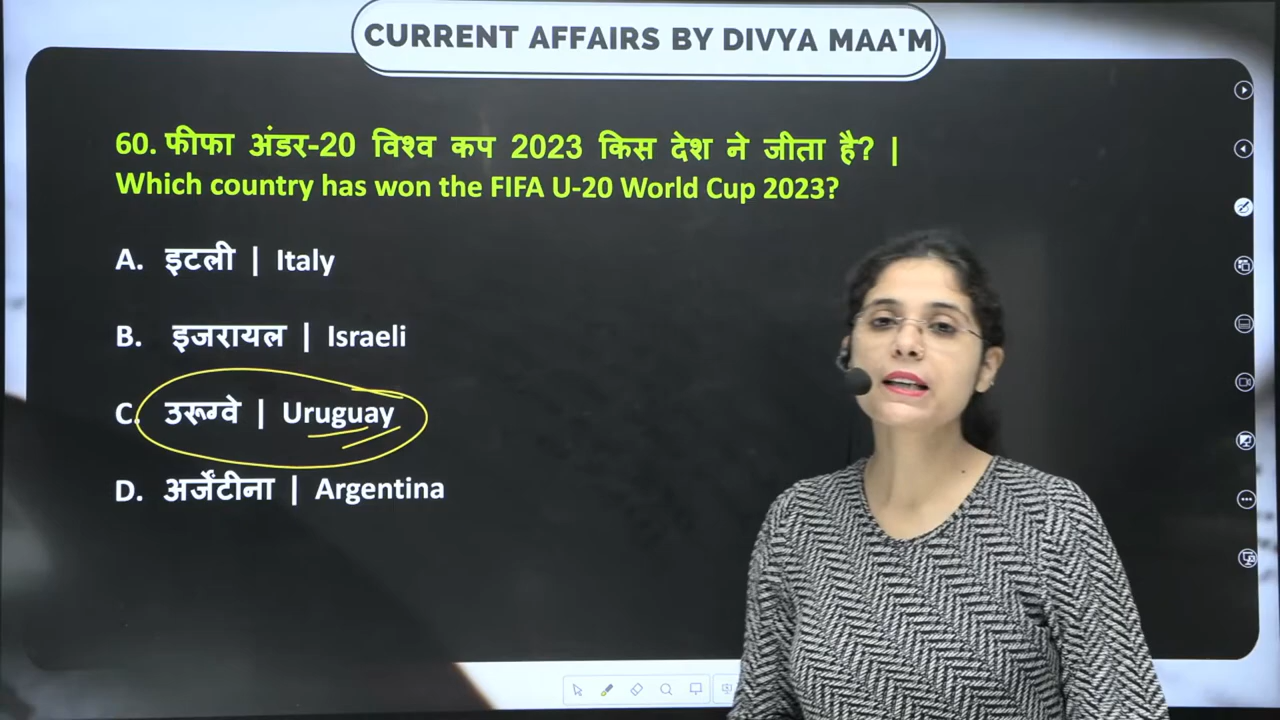 CURRENT AFFAIRS BY DIVYA MAA'M
60. फीफा अंडर-20 विश्व कप 2023 किस देश ने जीता है? |
Which country has won the FIFA U-20 World Cup 2023?
A. इटली | Italy
B. इजरायल | Israeli
C. उरूग्वे | Uruguay
D. अर्जेंटीना | Argentina